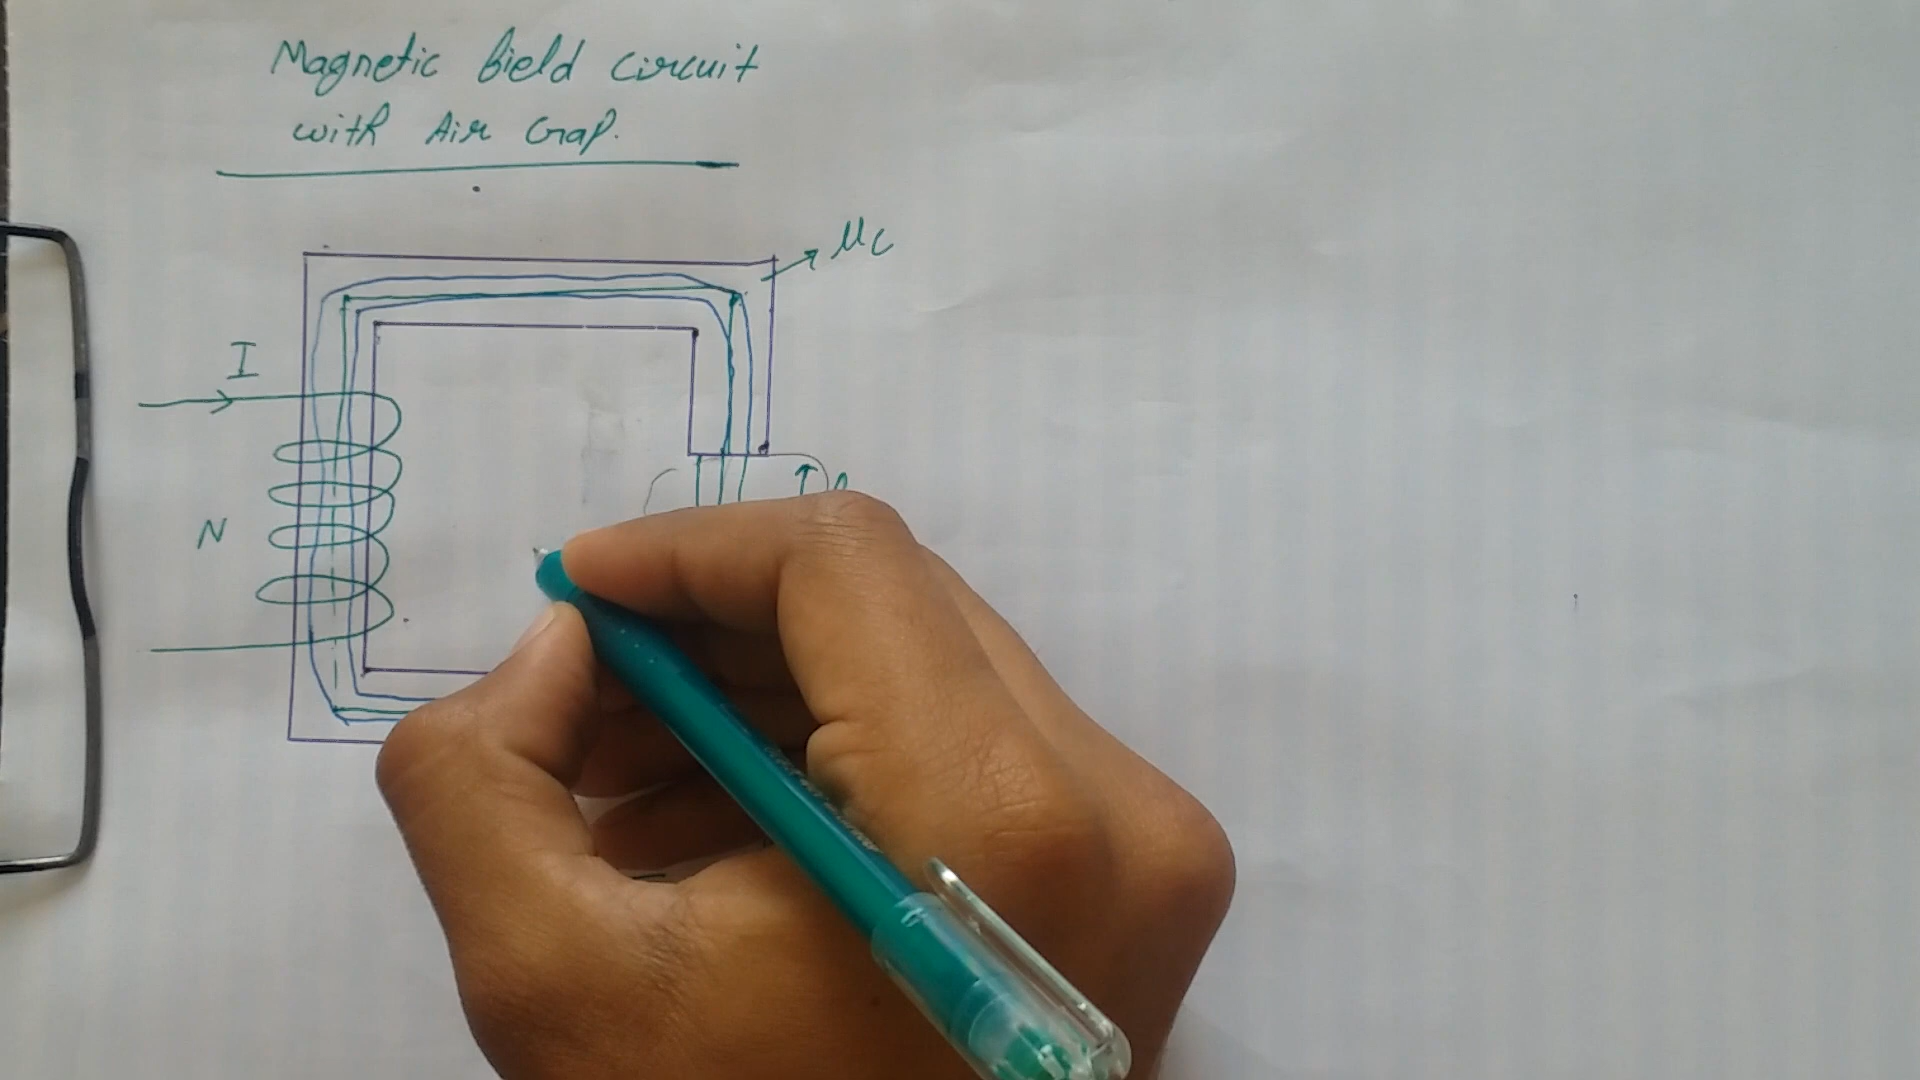 Magnetic field circuit
with Air Gap.
μc
I
N